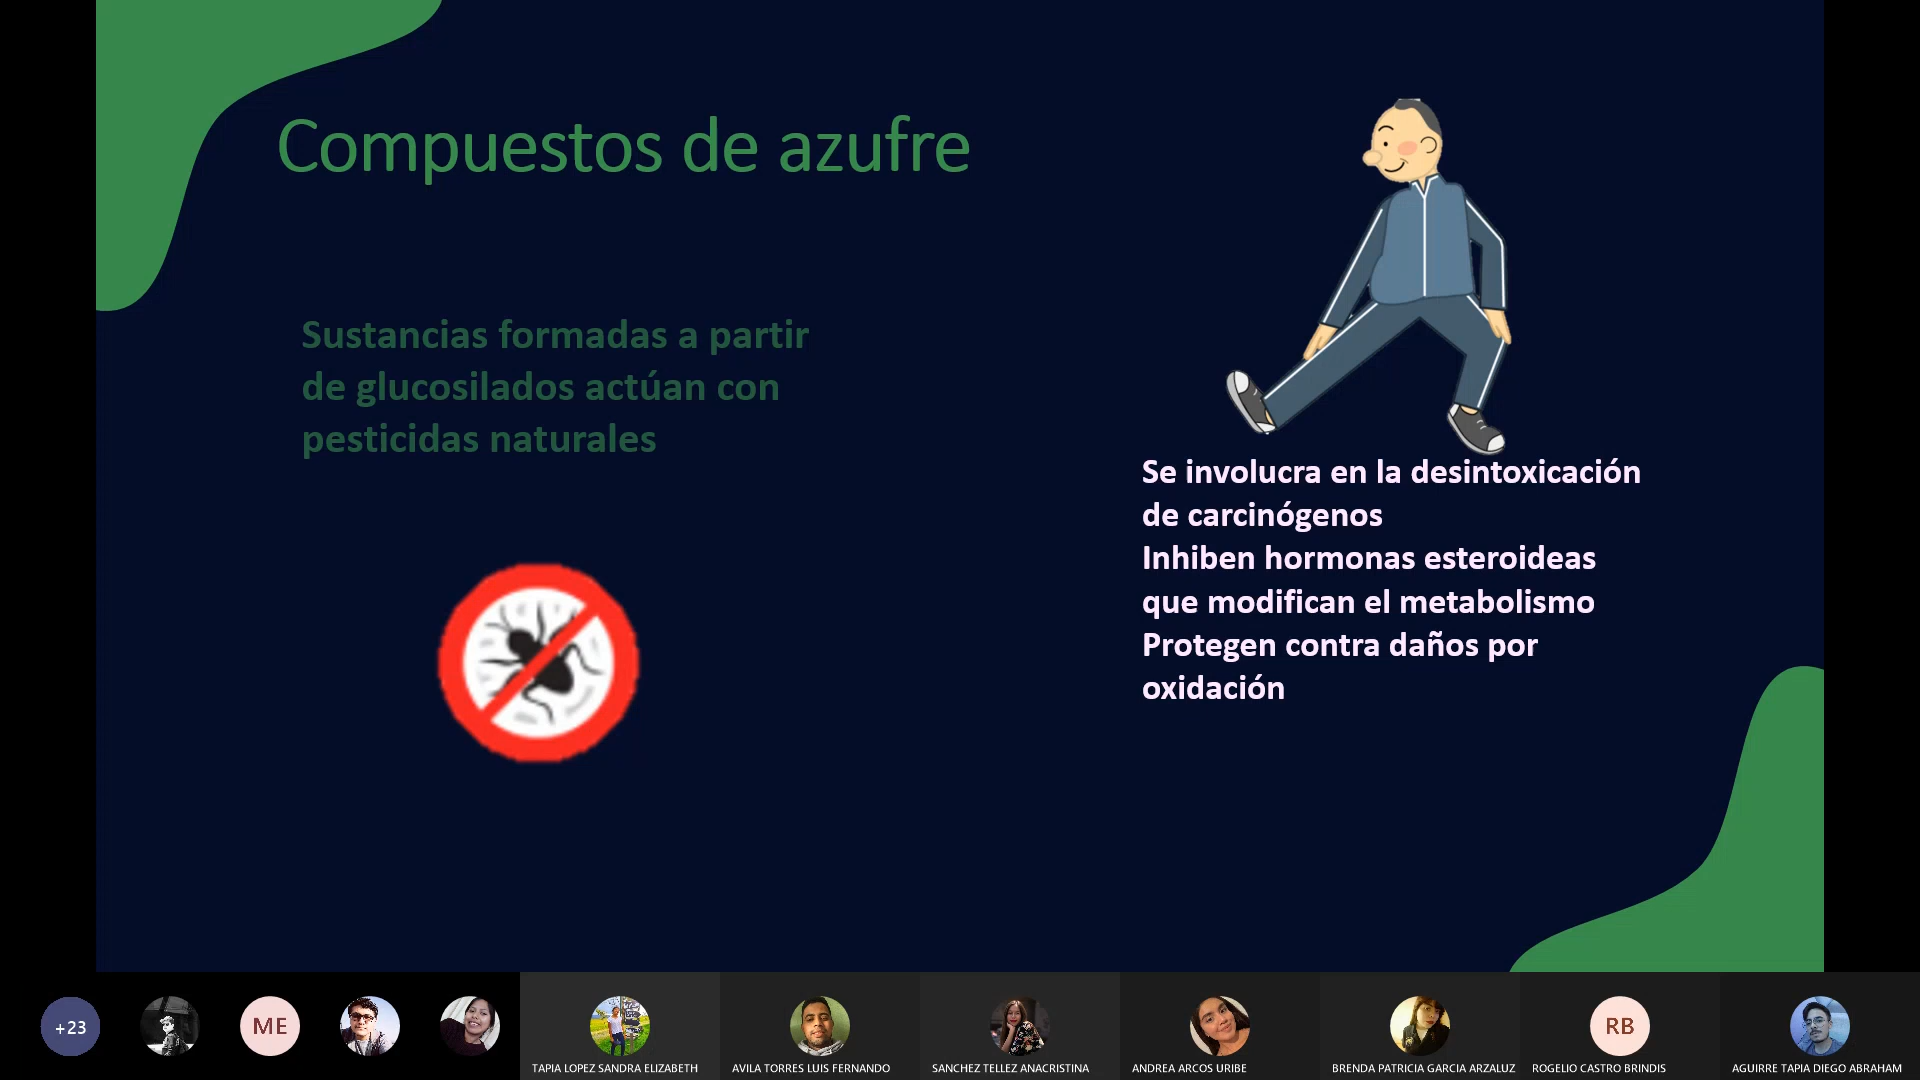 Compuestos de azufre
Sustancias formadas a partir
de glucosilados actúan con
pesticidas naturales
Se involucra en la desintoxicación
de carcinógenos
Inhiben hormonas esteroideas
que modifican el metabolismo
Protegen contra daños por
oxidación
+23
ME
RB
TAPIA LOPEZ SANDRA ELIZABETH
AVILA TORRES LUIS FERNANDO
SANCHEZ TELLEZ ANACRISTINA
ANDREA ARCOS URIBE
BRENDA PATRICIA GARCIA ARZALUZ
ROGELIO CASTRO BRINDIS
AGUIRRE TAPIA DIEGO ABRAHAM